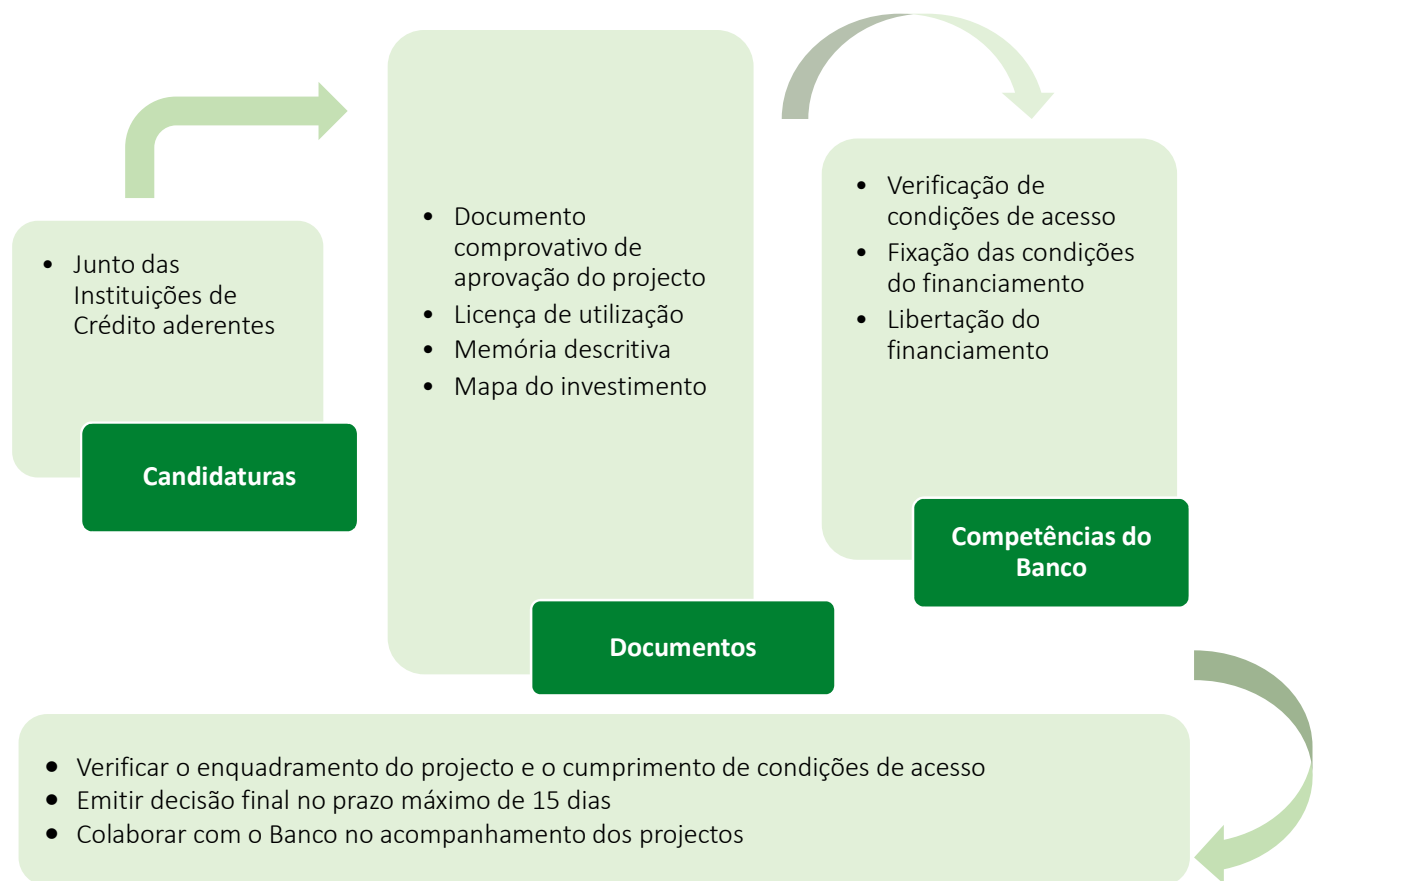 • Junto das
Instituições de
Crédito aderentes
Candidaturas
• Documento
comprovativo de
aprovação do projecto
• Licença de utilização
• Memória descritiva
• Mapa do investimento
Documentos
• Verificação de
condições de acesso
• Fixação das condições
do financiamento
• Libertação do
financiamento
Competências do
Banco
• Verificar o enquadramento do projecto e o cumprimento de condições de acesso
• Emitir decisão final no prazo máximo de 15 dias
• Colaborar com o Banco no acompanhamento dos projectos